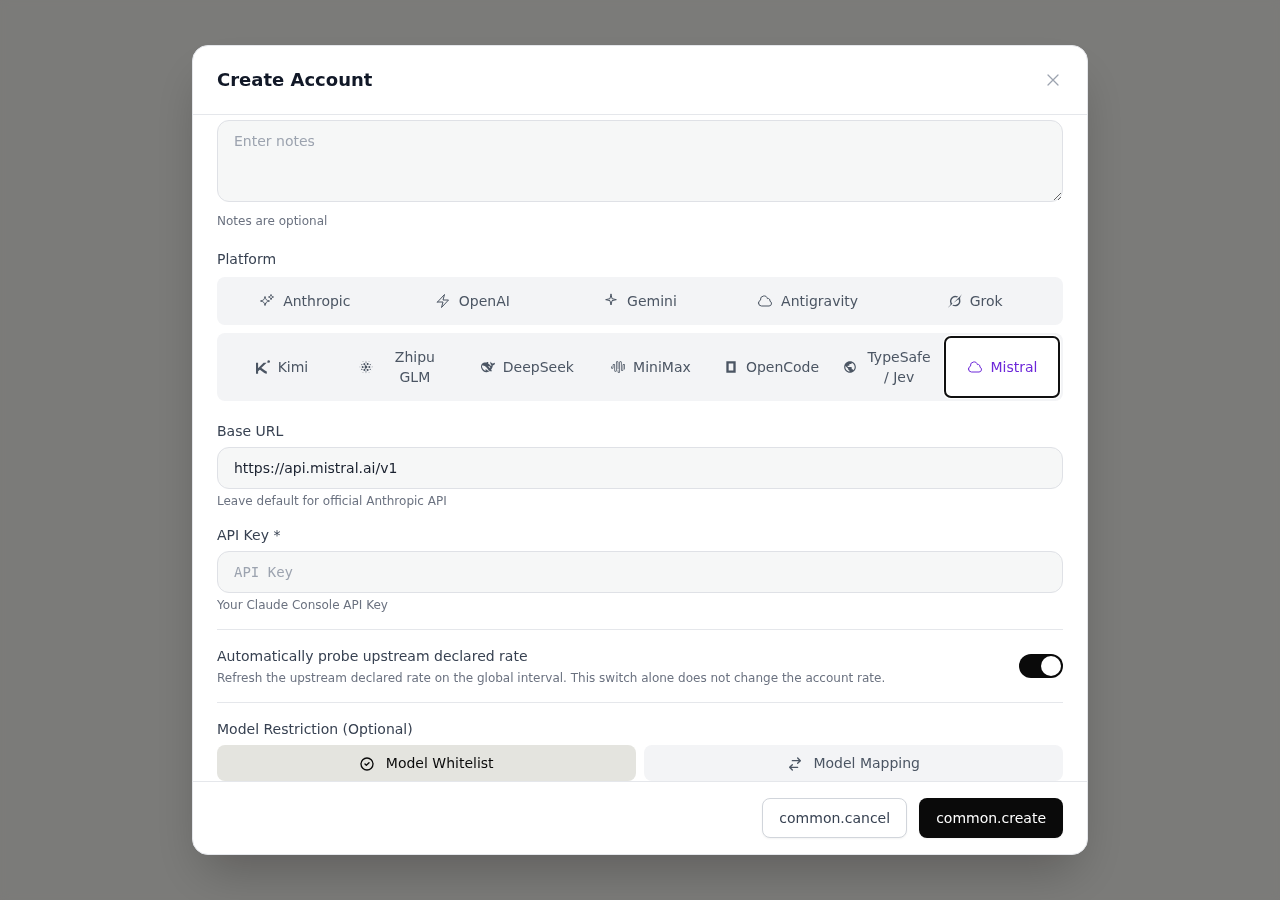 Create Account
Enter notes
Notes are optional
Platform
Anthropic
OpenAI
Gemini
Antigravity
Grok
Kimi
Zhipu
GLM
DeepSeek
MiniMax
OpenCode
TypeSafe
/ Jev
Mistral
Base URL
https://api.mistral.ai/v1
Leave default for official Anthropic API
API Key *
API Key
Your Claude Console API Key
Automatically probe upstream declared rate
Refresh the upstream declared rate on the global interval. This switch alone does not change the account rate.
Model Restriction (Optional)
Model Whitelist
Model Mapping
common.cancel
common.create